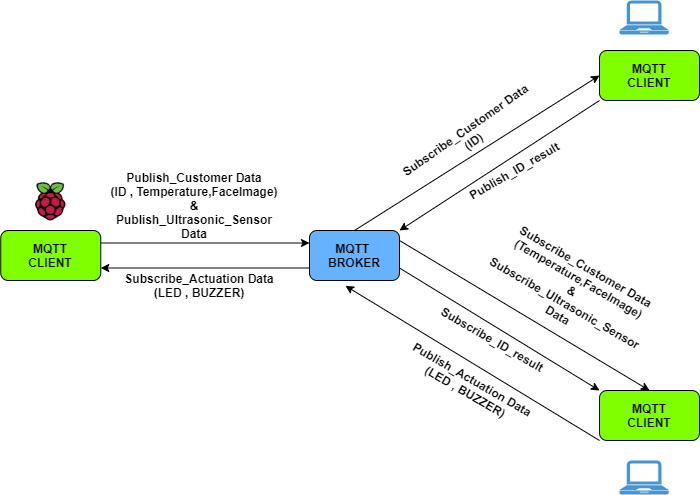 MQTT
CLIENT
Subscribe_Customer Data
(ID)
Publish_ID_result
Publish_Customer Data
(ID , Temperature,FaceImage)
&
Publish_Ultrasonic_Sensor
Data
MQTT
CLIENT
MQTT
BROKER
Subscribe_Actuation Data
(LED , BUZZER)
Subscribe_Customer Data
(Temperature,FaceImage)
&
Subscribe_Ultrasonic_Sensor
Data
Subscribe_ID_result
Publish_Actuation Data
(LED , BUZZER)
MQTT
CLIENT